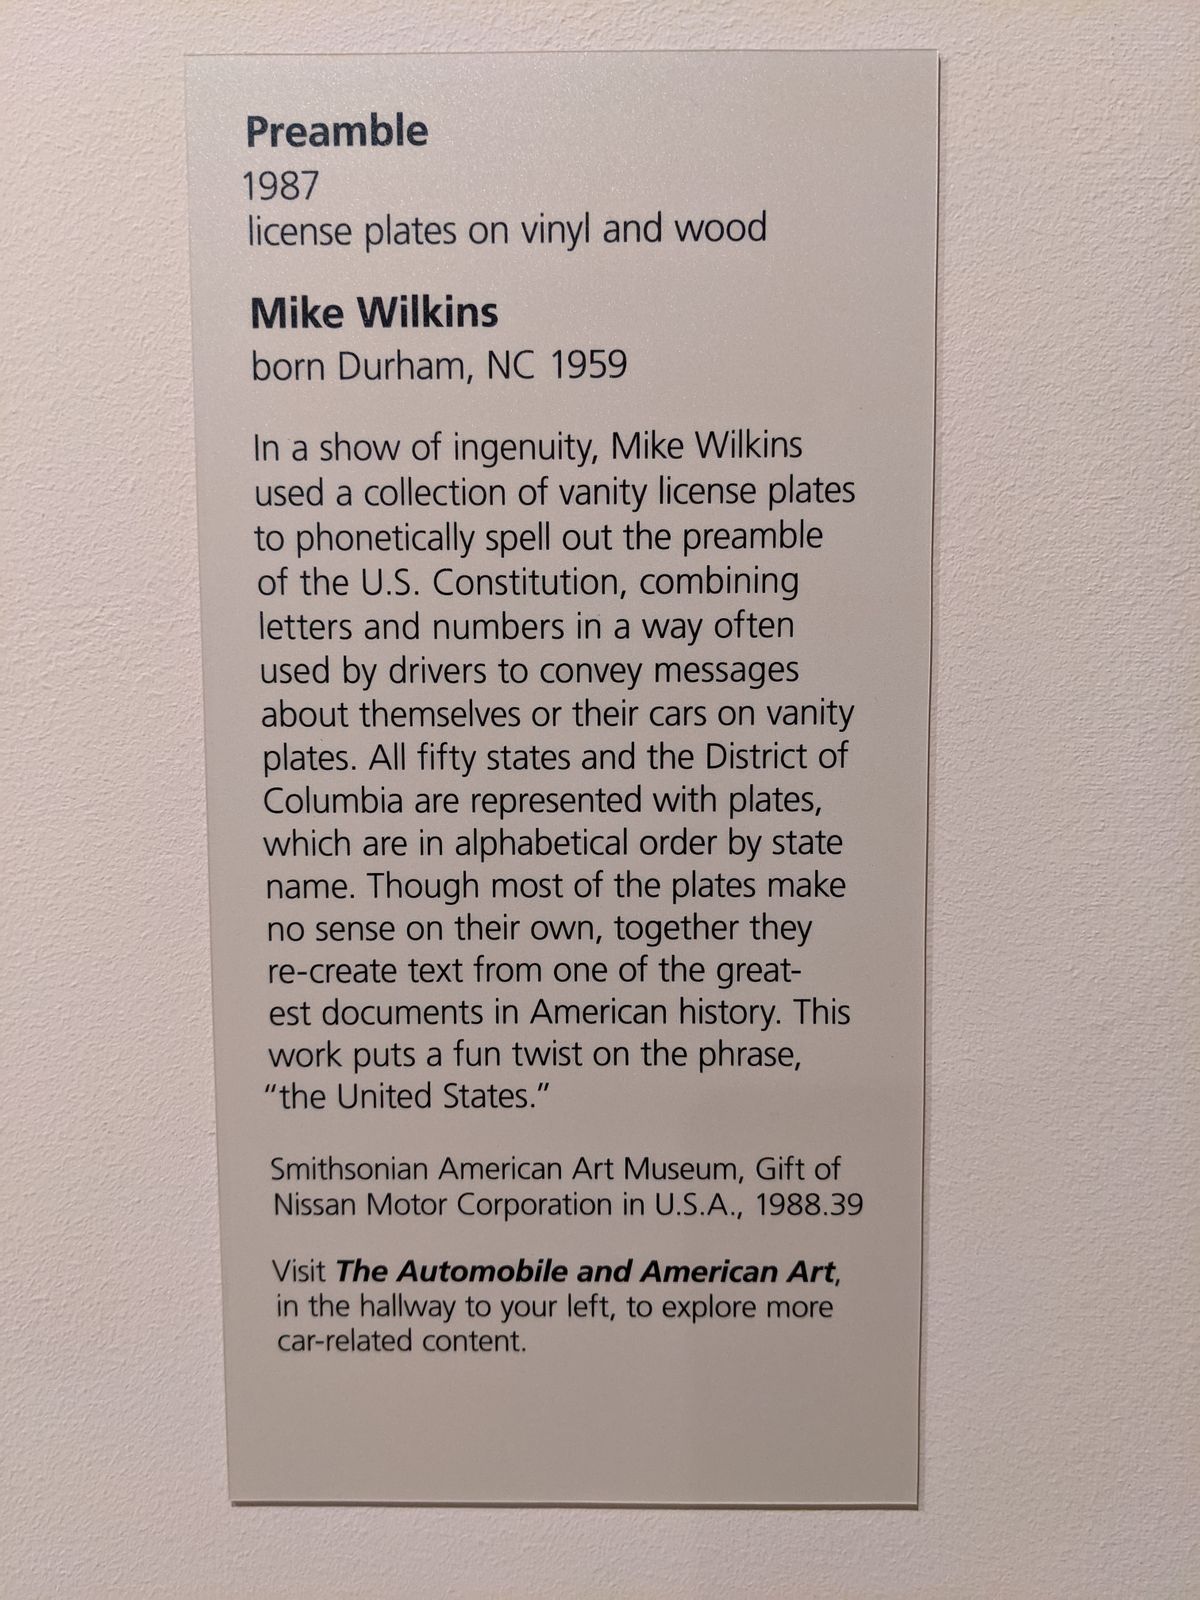 Preamble
1987
license plates on vinyl and wood
Mike Wilkins
born Durham, NC 1959
In a show of ingenuity, Mike Wilkins
used a collection of vanity license plates
to phonetically spell out the preamble
of the U.S. Constitution, combining
letters and numbers in a way often
used by drivers to convey messages
about themselves or their cars on vanity
plates. All fifty states and the District of
Columbia are represented with plates,
which are in alphabetical order by state
name. Though most of the plates make
no sense on their own, together they
re-create text from one of the great-
est documents in American history. This
work puts a fun twist on the phrase,
“the United States.”
Smithsonian American Art Museum, Gift of
Nissan Motor Corporation in U.S.A., 1988.39
Visit The Automobile and American Art,
in the hallway to your left, to explore more
car-related content.